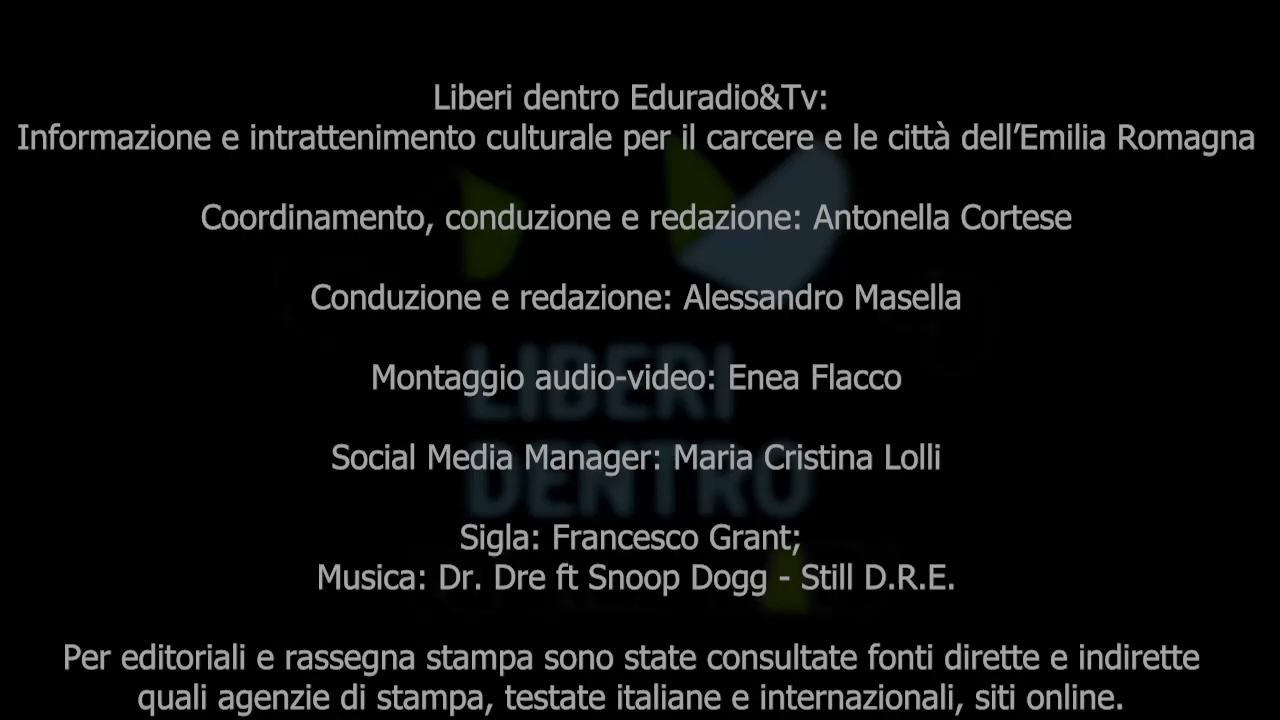 Liberi dentro Eduradio&Tv:
Informazione e intrattenimento culturale per il carcere e le città dell’Emilia Romagna
Coordinamento, conduzione e redazione: Antonella Cortese
Conduzione e redazione: Alessandro Masella
Montaggio audio-video: Enea Flacco
LIBERI
Social Media Manager: Maria Cristina Lolli
DENTRO
Sigla: Francesco Grant;
Musica: Dr. Dre ft Snoop Dogg - Still D.R.E.
Per editoriali e rassegna stampa sono state consultate fonti dirette e indirette
quali agenzie di stampa, testate italiane e internazionali, siti online.